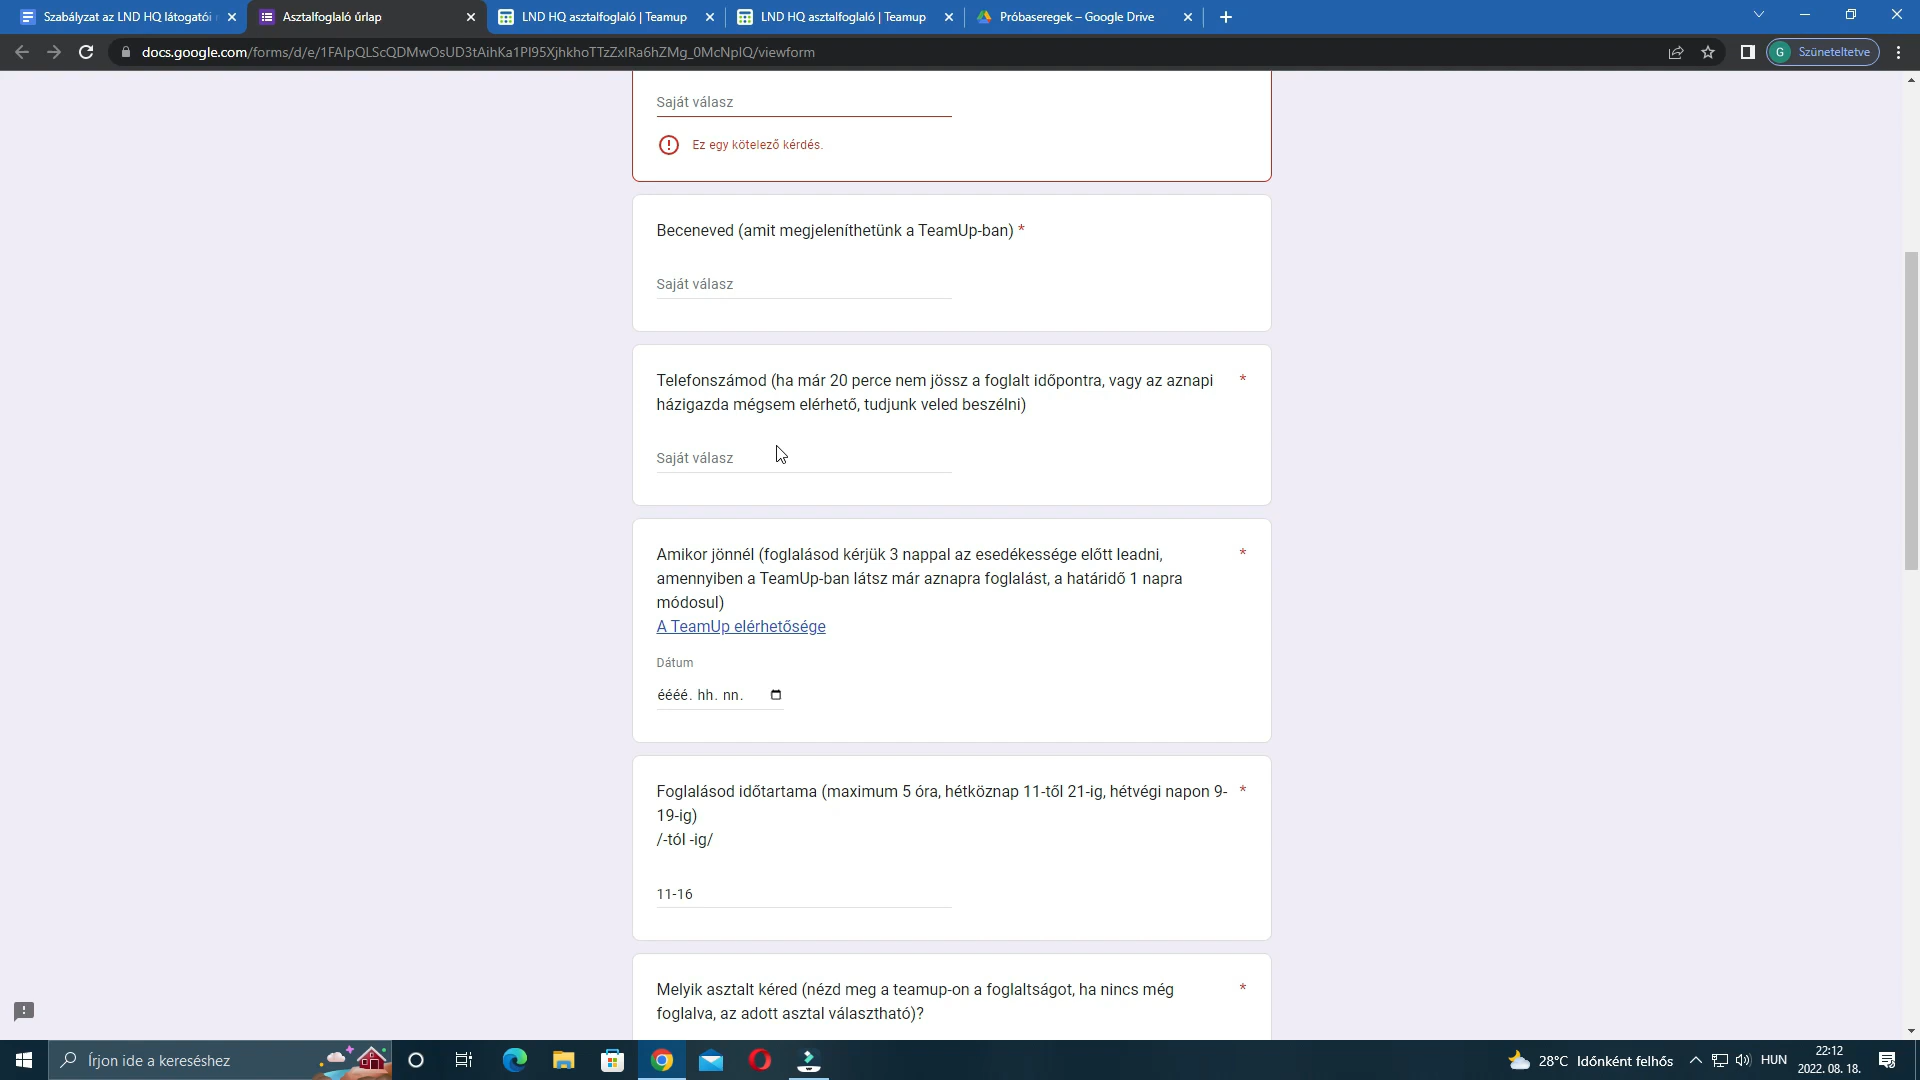 Szabályzat az LND HQ látogatói
Asztalfoglaló űrlap
LND HQ asztalfoglaló | Teamup
LND HQ asztalfoglaló | Teamup
Próbaseregek – Google Drive
docs.google.com/forms/d/e/1FAIpQLScQDMwOsUD3tAihKa1PI95XjhkhoTTzZxIRa6hZMg_0McNpIQ/viewform
G
Szüneteltetve
Saját válasz
Ez egy kötelező kérdés.
Beceneved (amit megjeleníthetünk a TeamUp-ban) *
Saját válasz
Telefonszámod (ha már 20 perce nem jössz a foglalt időpontra, vagy az aznapi *
házigazda mégsem elérhető, tudjunk veled beszélni)
Saját válasz
Amikor jönnél (foglalásod kérjük 3 nappal az esedékessége előtt leadni, *
amennyiben a TeamUp-ban látsz már aznapra foglalást, a határidő 1 napra
módosul)
A TeamUp elérhetősége
Dátum
éééé. hh. nn.
Foglalásod időtartama (maximum 5 óra, hétköznap 11-től 21-ig, hétvégi napon 9- *
19-ig)
/-tól -ig/
11-16
Melyik asztalt kéred (nézd meg a teamup-on a foglaltságot, ha nincs még *
foglalva, az adott asztal választható)?
Írjon ide a kereséshez
28°C Időnként felhős
HUN
22:12
2022. 08. 18.